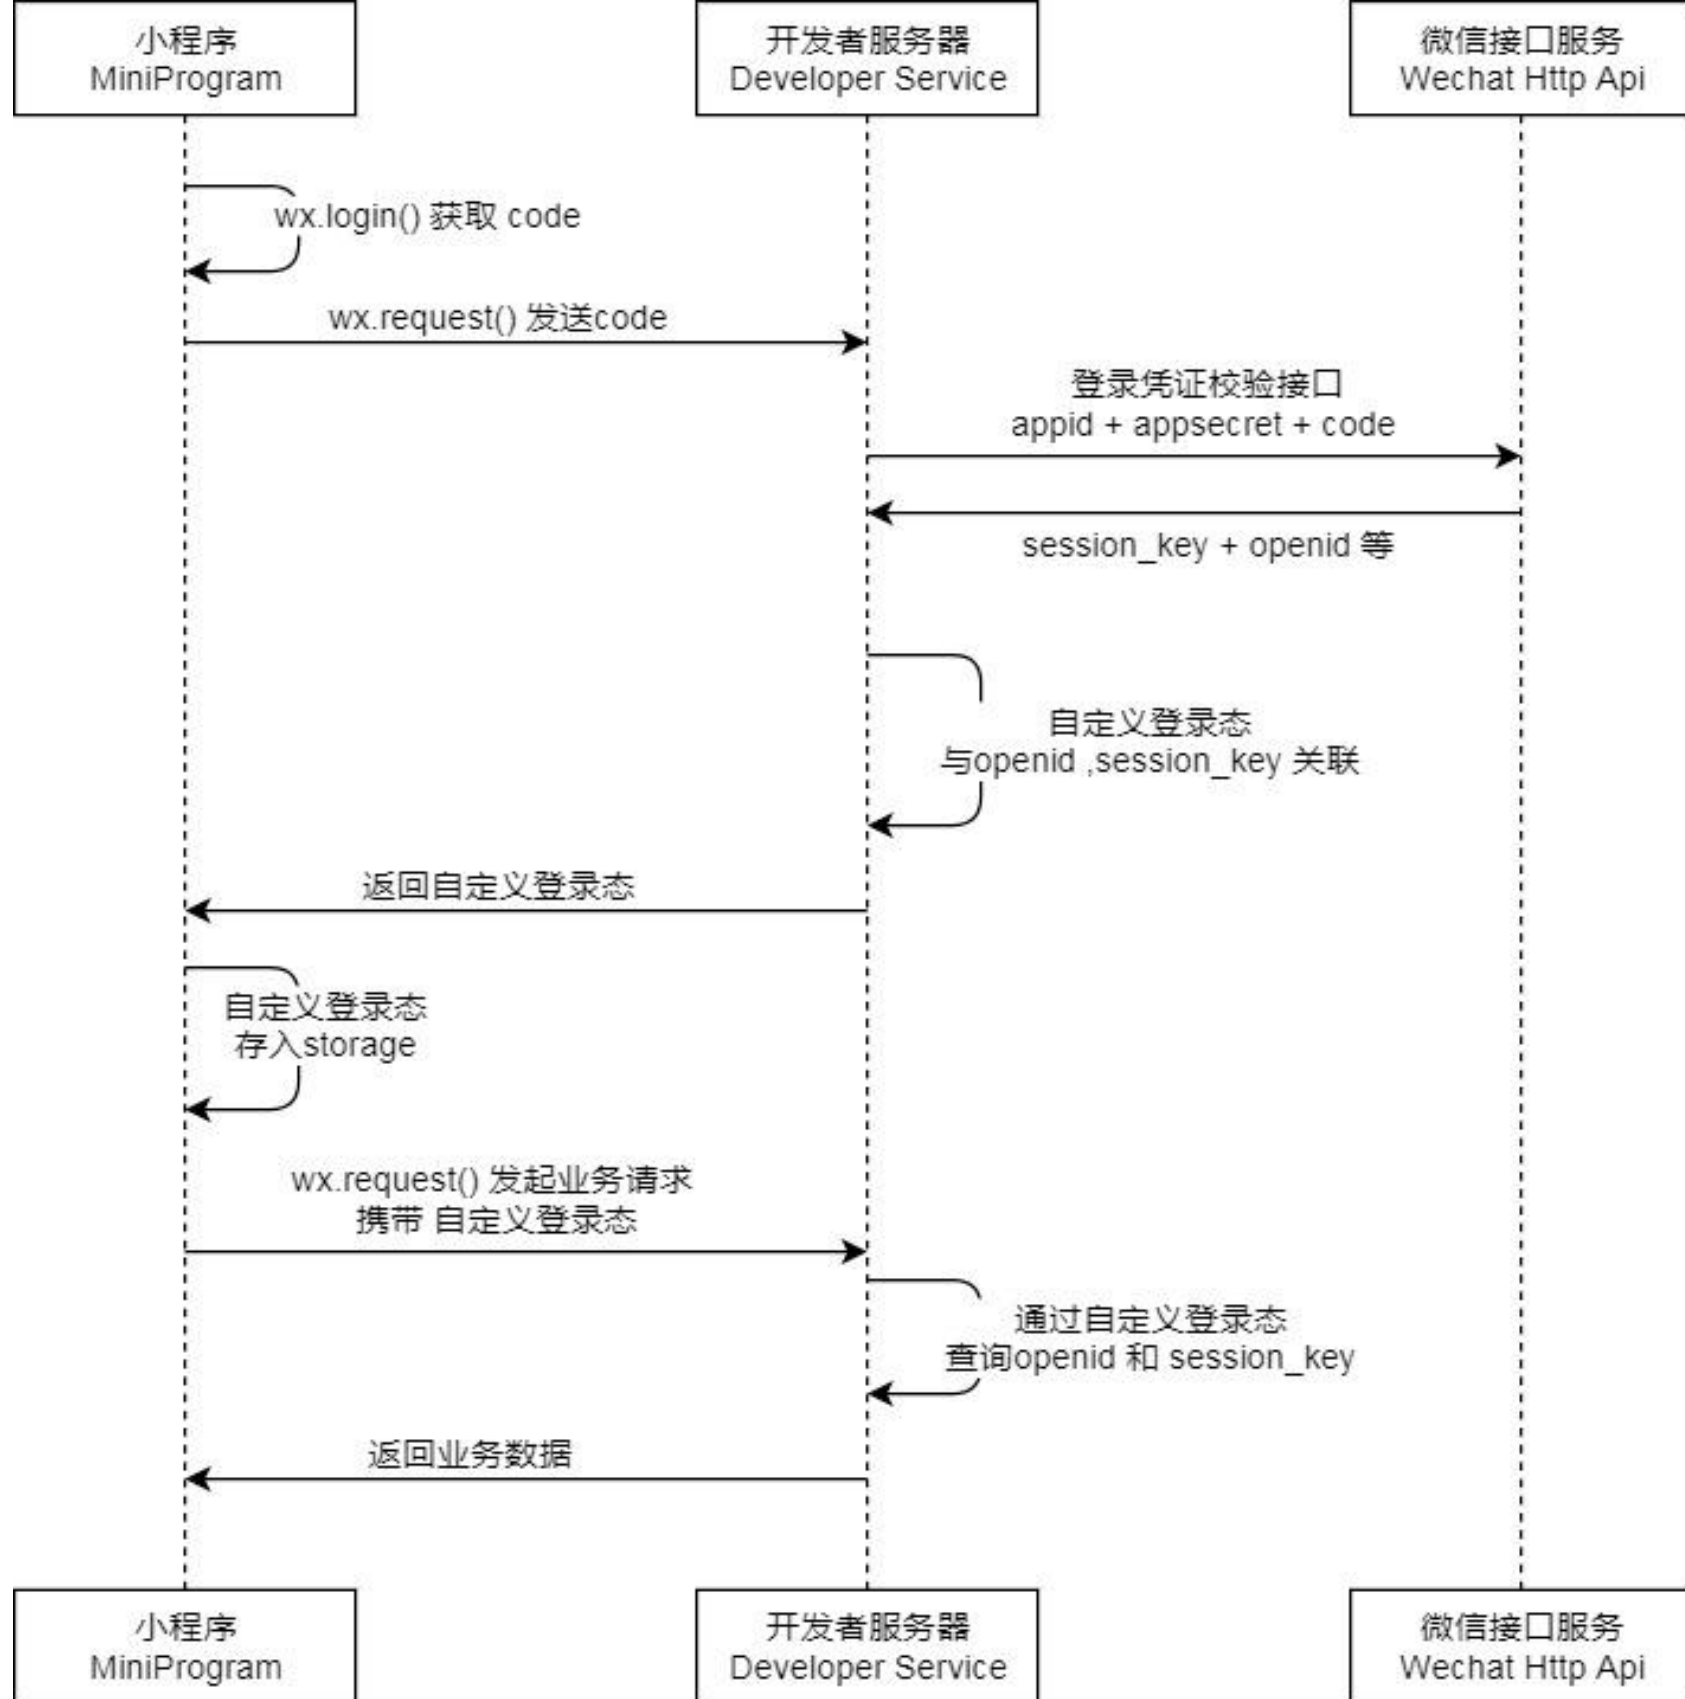 小程序
MiniProgram
开发者服务器
Developer Service
微信接口服务
Wechat Http Api
wx.login() 获取 code
wx.request() 发送code
登录凭证校验接口
appid + appsecret + code
session_key + openid 等
自定义登录态
与openid ,session_key 关联
返回自定义登录态
自定义登录态
存入storage
wx.request() 发起业务请求
携带 自定义登录态
通过自定义登录态
查询openid 和 session_key
返回业务数据
小程序
MiniProgram
开发者服务器
Developer Service
微信接口服务
Wechat Http Api